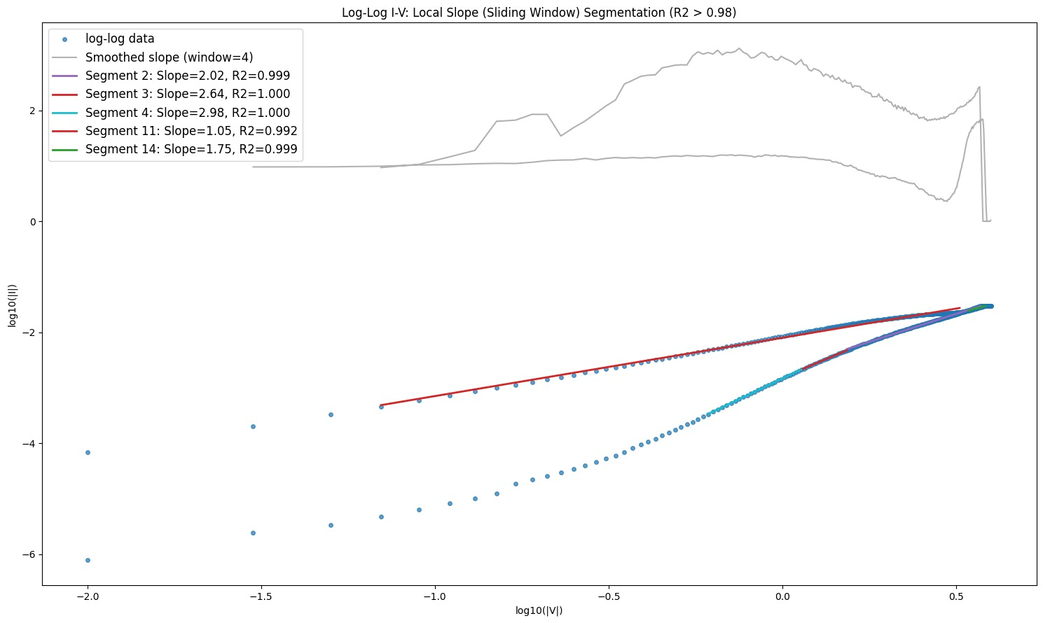 Log-Log I-V: Local Slope (Sliding Window) Segmentation (R2 > 0.98)
log-log data
Smoothed slope (window=4)
Segment 2: Slope=2.02, R2=0.999
Segment 3: Slope=2.64, R2=1.000
Segment 4: Slope=2.98, R2=1.000
Segment 11: Slope=1.05, R2=0.992
Segment 14: Slope=1.75, R2=0.999
log10(|I|)
2
0
−2
−4
−6
−2.0 −1.5 −1.0 −0.5 0.0 0.5
log10(|V|)